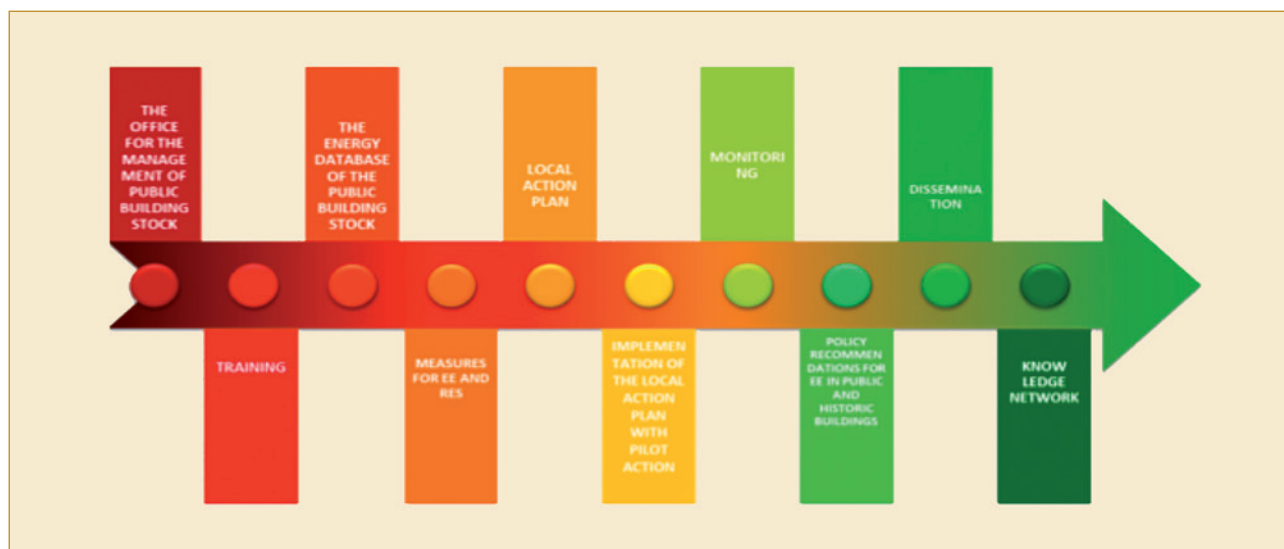 THE
OFFICE
FOR THE
MANAGE
MENT OF
PUBLIC
BUILDING
STOCK
TRAINING
THE
ENERGY
DATABASE
OF THE
PUBLIC
BUILDING
STOCK
MEASURES
FOR EE AND
RES
LOCAL
ACTION
PLAN
IMPLEMEN
TATION OF
THE LOCAL
ACTION
PLAN
WITH
PILOT
ACTION
MONITORI
NG
POLICY
RECOMMEN
DATIONS FOR
EE IN PUBLIC
AND
HISTORIC
BUILDINGS
DISSEMINA
TION
KNOW
LEDGE
NETWORK